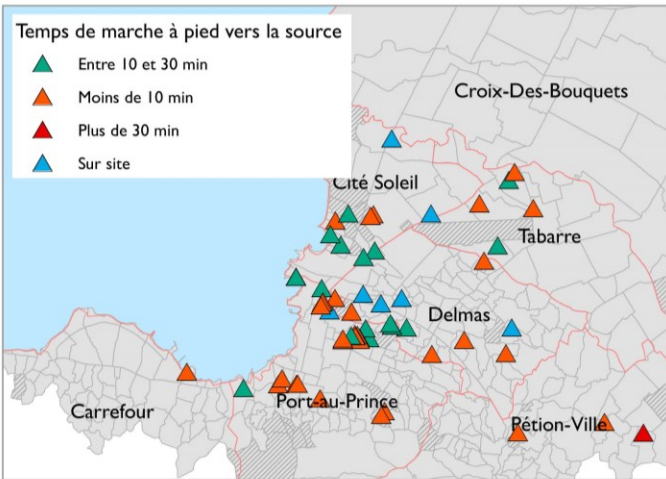 Temps de marche à pied vers la source
Entre 10 et 30 min
Moins de 10 min
Plus de 30 min
Sur site
Croix-Des-Bouquets
Cité Soleil
Tabarre
Delmas
Port-au-Prince
Carrefour
Pétion-Ville